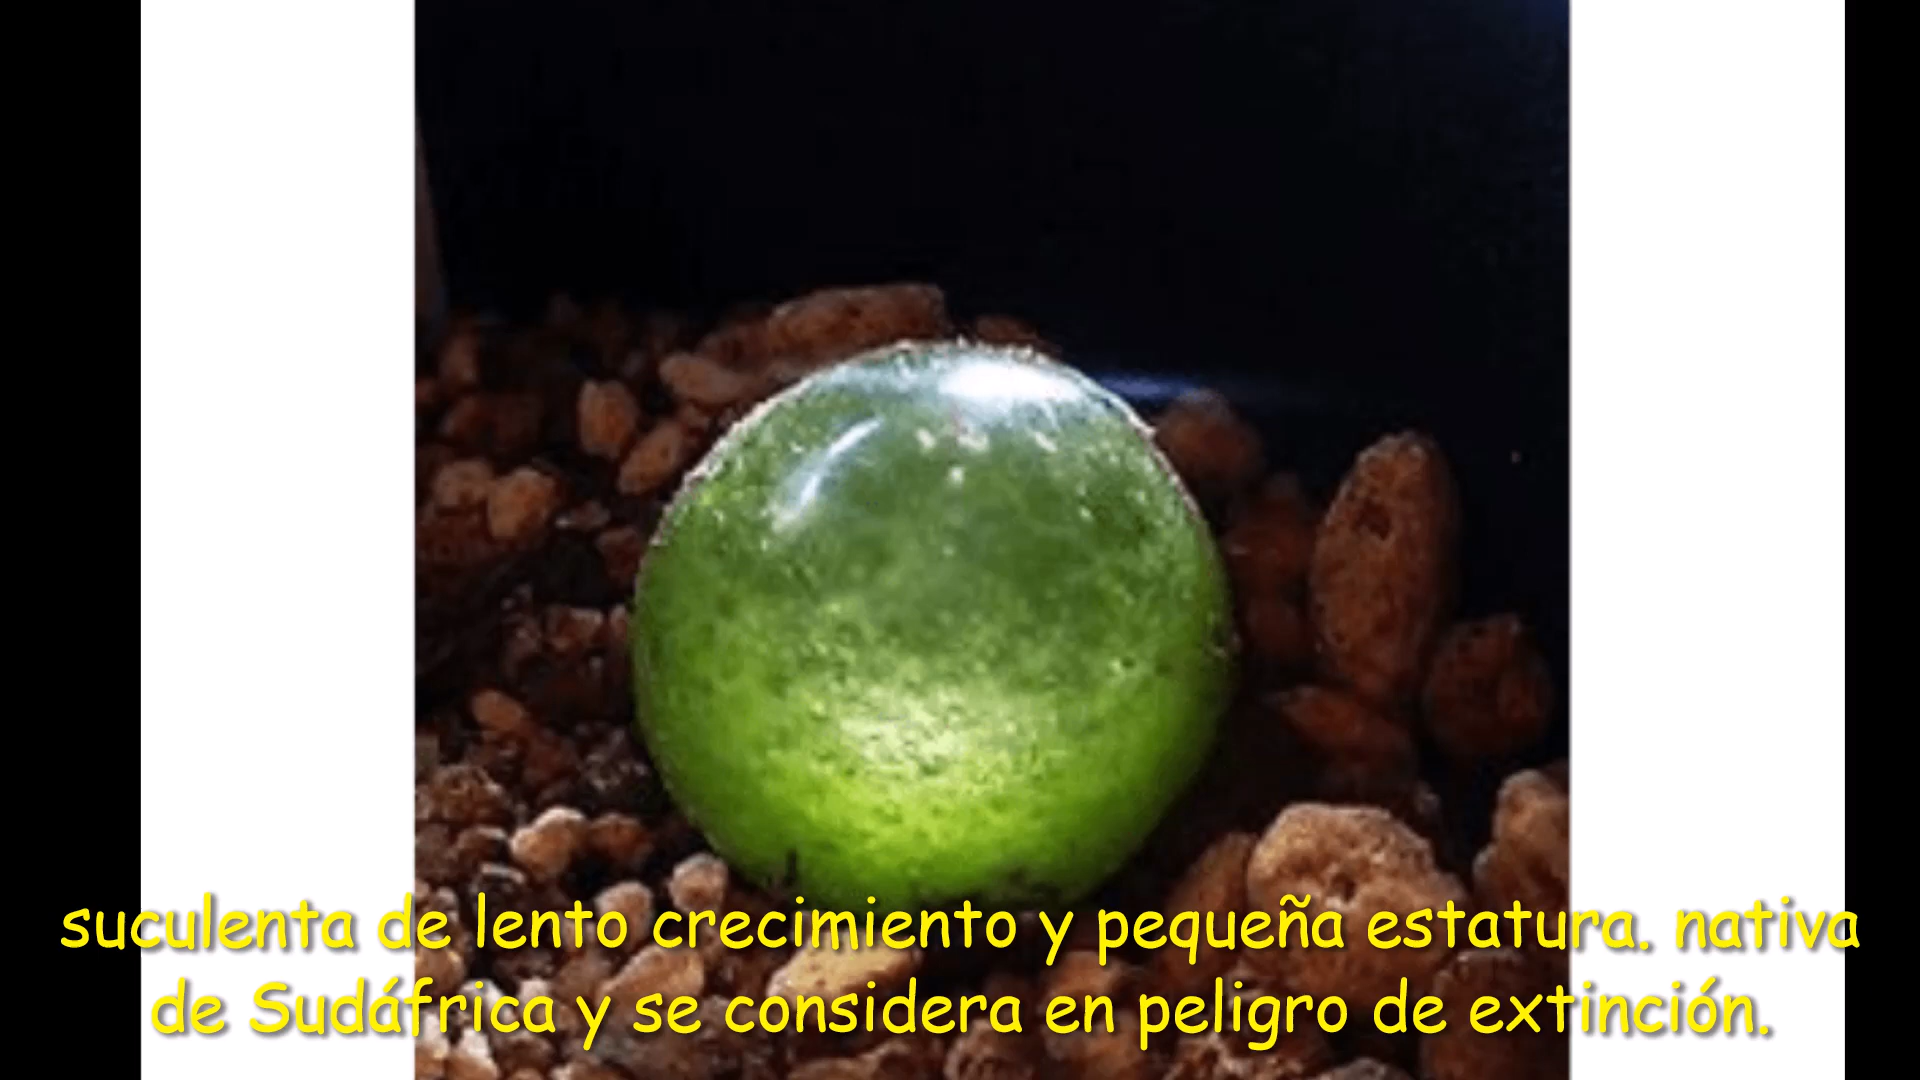 suculenta de lento crecimiento y pequeña estatura. nativa
de Sudáfrica y se considera en peligro de extinción.